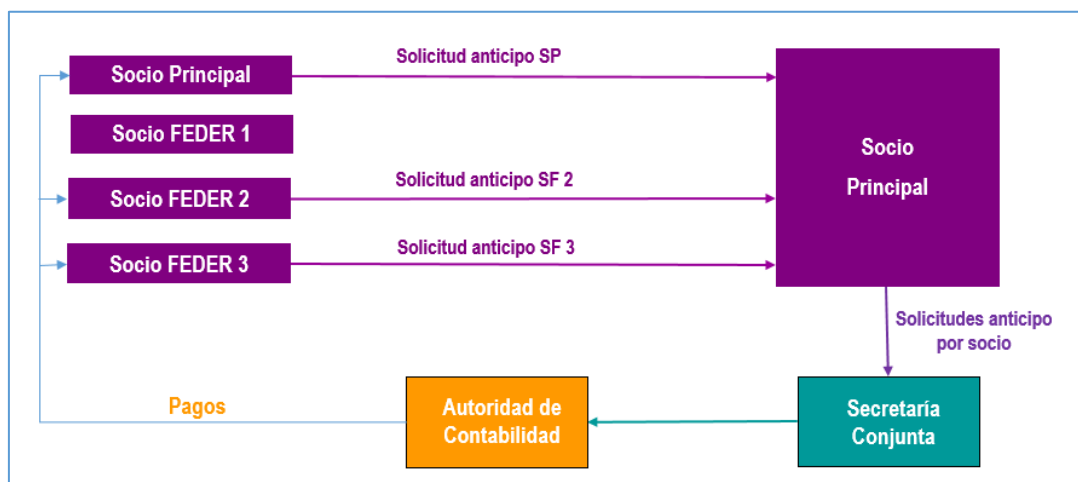 Socio Principal
Solicitud anticipo SP
Socio FEDER 1
Socio FEDER 2
Solicitud anticipo SF 2
Socio FEDER 3
Solicitud anticipo SF 3
Socio
Principal
Solicitudes anticipo
por socio
Pagos
Autoridad de
Contabilidad
Secretaría
Conjunta